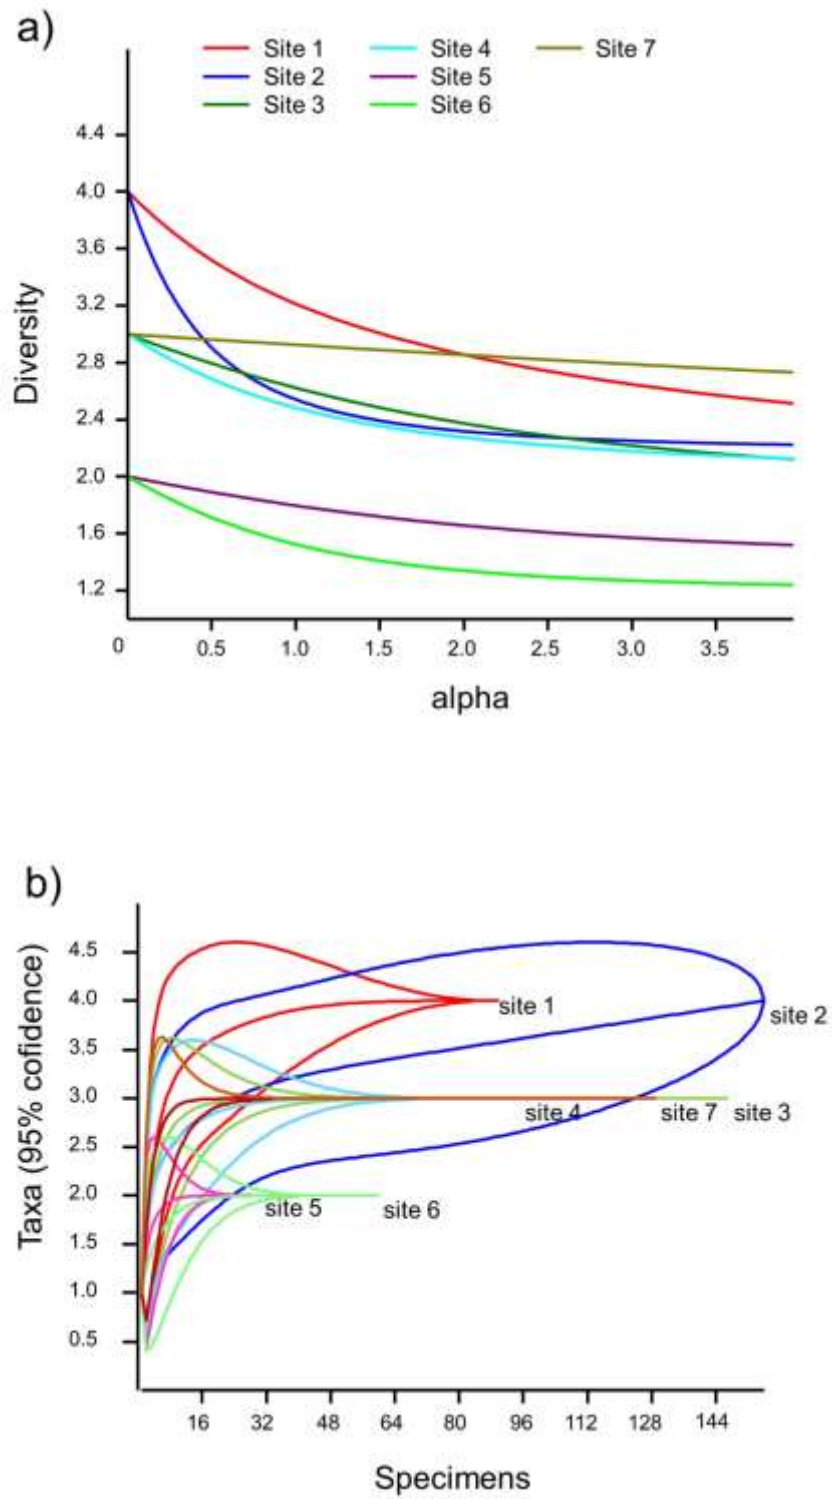 a)
Site 1 Site 4 Site 7
Site 2 Site 5
Site 3 Site 6
4.4
4.0
3.6
3.2
2.8
2.4
2.0
1.6
1.2
Diversity
0 0.5 1.0 1.5 2.0 2.5 3.0 3.5
alpha
b)
4.5
4.0
3.5
3.0
2.5
2.0
1.5
1.0
0.5
Taxa (95% cofidence)
site 1
site 2
site 4 site 7 site 3
site 5 site 6
16 32 48 64 80 96 112 128 144
Specimens